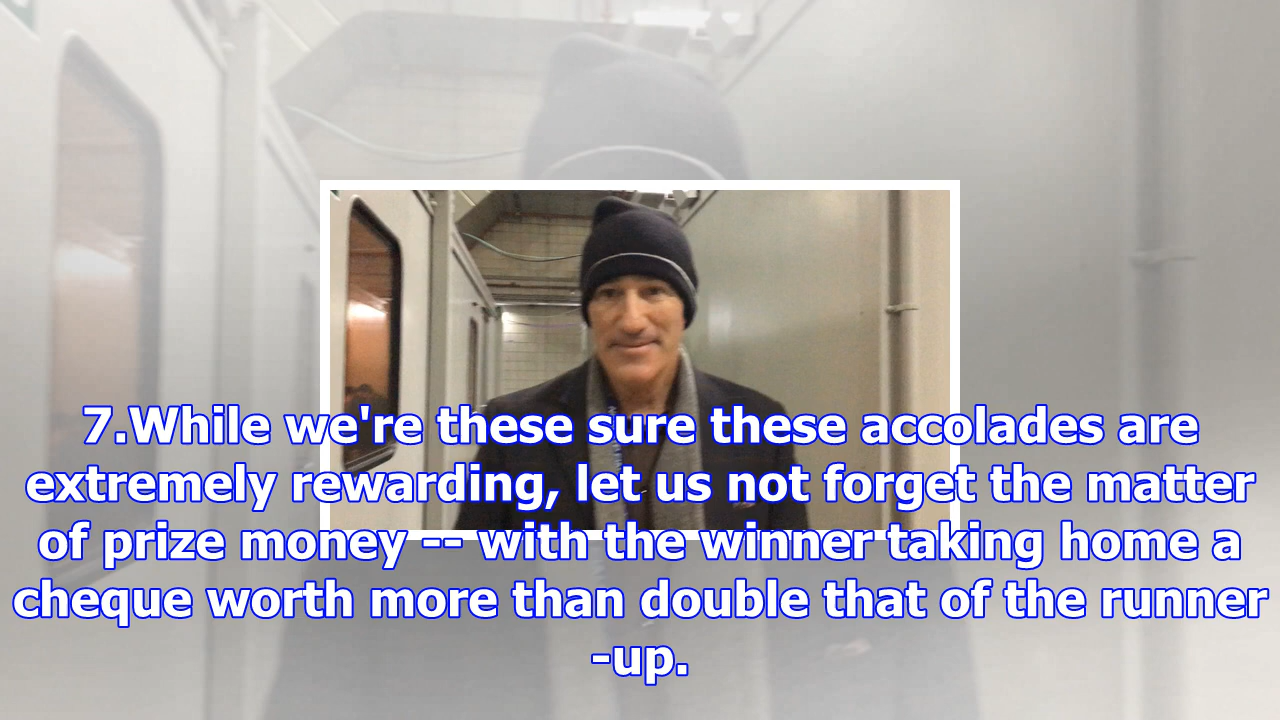 7.While we're these sure these accolades are
extremely rewarding, let us not forget the matter
of prize money -- with the winner taking home a
cheque worth more than double that of the runner
-up.